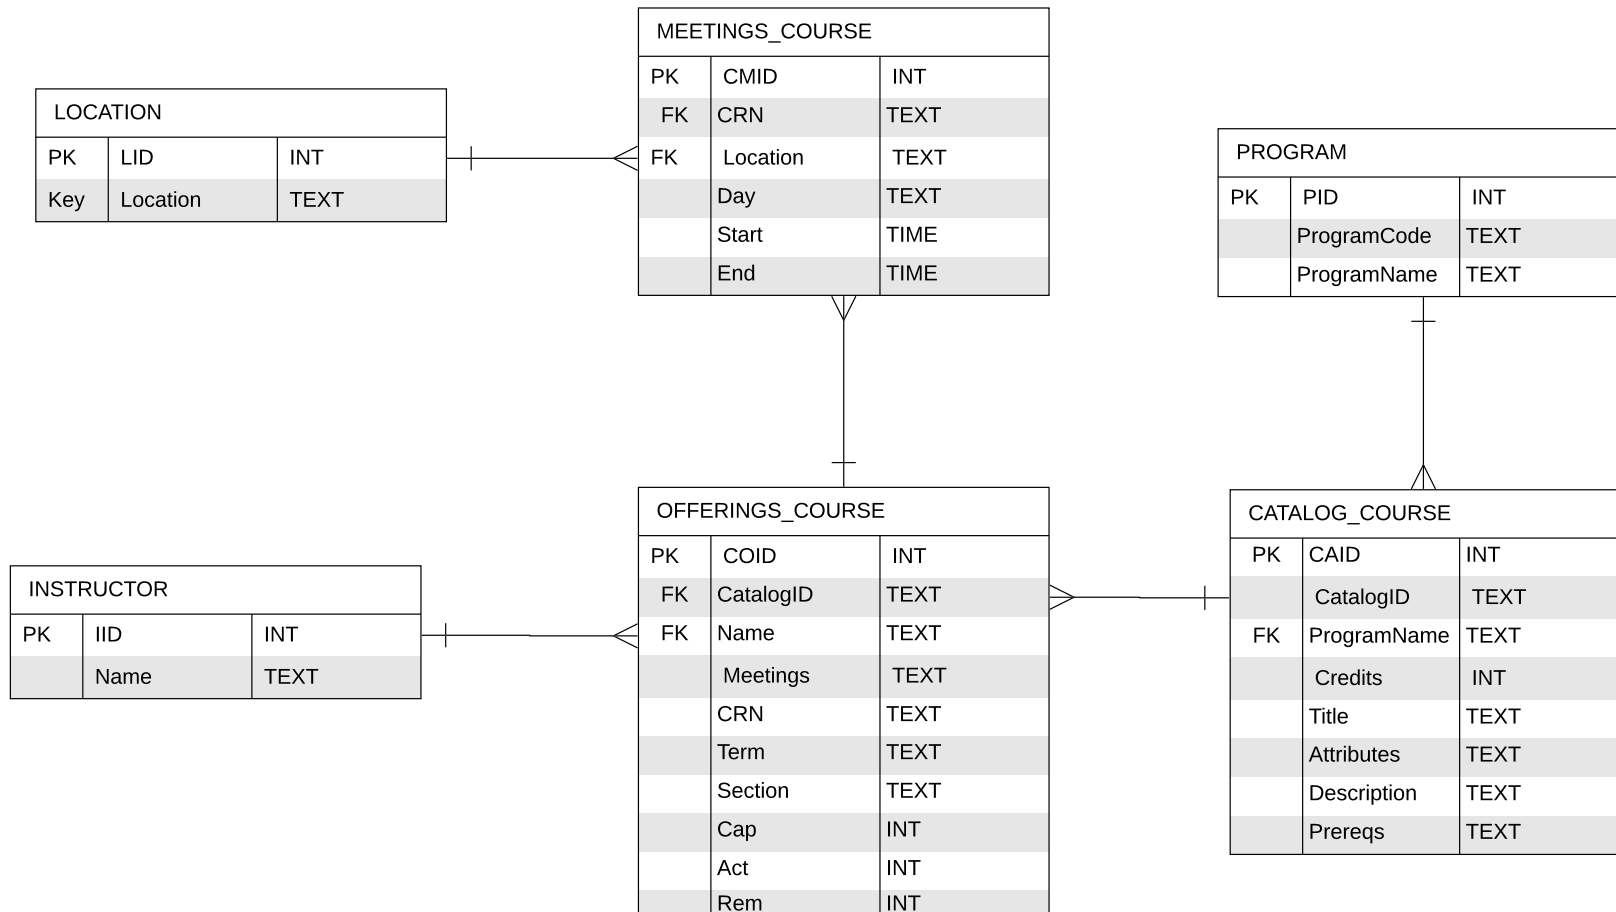 MEETINGS_COURSE
PK CMID INT
FK CRN TEXT
FK Location TEXT
Day TEXT
Start TIME
End TIME
LOCATION
PK LID INT
Key Location TEXT
PROGRAM
PK PID INT
ProgramCode TEXT
ProgramName TEXT
OFFERINGS_COURSE
PK COID INT
FK CatalogID TEXT
FK Name TEXT
Meetings TEXT
CRN TEXT
Term TEXT
Section TEXT
Cap INT
Act INT
Rem INT
INSTRUCTOR
PK IID INT
Name TEXT
CATALOG_COURSE
PK CAID INT
CatalogID TEXT
FK ProgramName TEXT
Credits INT
Title TEXT
Attributes TEXT
Description TEXT
Prereqs TEXT